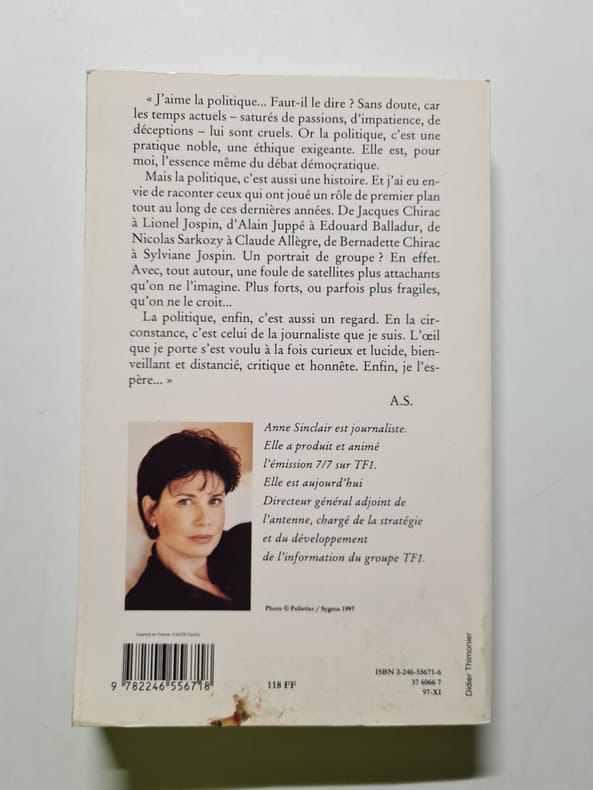 « J'aime la politique... Faut-il le dire ? Sans doute, car
les temps actuels – saturés de passions, d'impatience, de
déceptions – lui sont cruels. Or la politique, c'est une
pratique noble, une éthique exigeante. Elle est, pour
moi, l'essence même du débat démocratique.
Mais la politique, c'est aussi une histoire. Et j'ai eu en-
vie de raconter ceux qui ont joué un rôle de premier plan
tout au long de ces dernières années. De Jacques Chirac
à Lionel Jospin, d'Alain Juppé à Edouard Balladur, de
Nicolas Sarkozy à Claude Allègre, de Bernadette Chirac
à Sylviane Jospin. Un portrait de groupe ? En effet.
Avec, tout autour, une foule de satellites plus attachants
qu'on ne l'imagine. Plus forts, ou parfois plus fragiles,
qu'on ne le croit...
La politique, enfin, c'est aussi un regard. En la cir-
constance, c'est celui de la journaliste que je suis. L'œil
que je porte s'est voulu à la fois curieux et lucide, bien-
veillant et distancié, critique et honnête. Enfin, je l'es-
père... »
A.S.
Anne Sinclair est journaliste.
Elle a produit et animé
l'émission 7/7 sur TF1.
Elle est aujourd'hui
Directeur général adjoint de
l'antenne, chargé de la stratégie
et du développement
de l'information du groupe TF1.
Photo © Pelletier / Sygma 1997
Imprimé en France
9 782246 556718
118 FF
ISBN 2-246-55671-6
37 6066 7
97-XI
Didier Thimonier